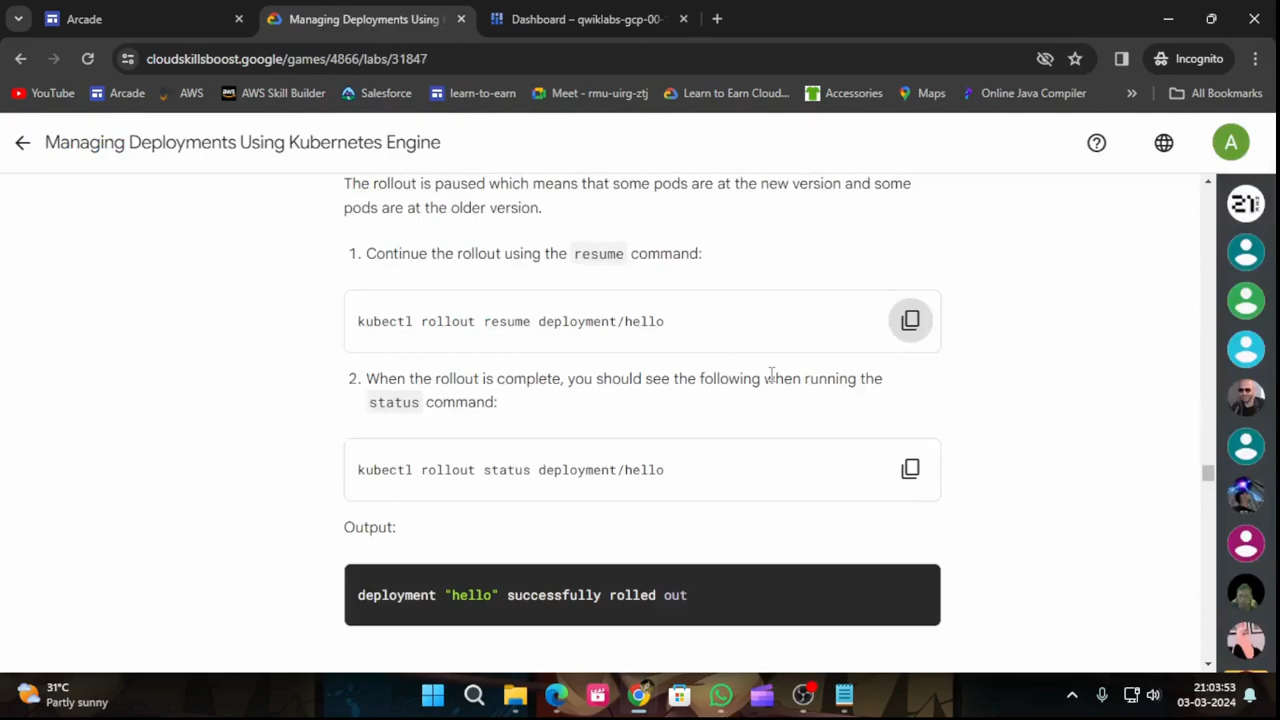 Arcade
Managing Deployments Using
Dashboard – qwiklabs-gcp-00-
cloudskillsboost.google/games/4866/labs/31847
Incognito
YouTube
Arcade
AWS
AWS Skill Builder
Salesforce
learn-to-earn
Meet - rmu-uirg-ztj
Learn to Earn Cloud...
Accessories
Maps
Online Java Compiler
All Bookmarks
Managing Deployments Using Kubernetes Engine
A
The rollout is paused which means that some pods are at the new version and some
pods are at the older version.
1. Continue the rollout using the resume command:
kubectl rollout resume deployment/hello
2. When the rollout is complete, you should see the following when running the
status command:
kubectl rollout status deployment/hello
Output:
deployment "hello" successfully rolled out
31°C
Partly sunny
21:03:53
03-03-2024